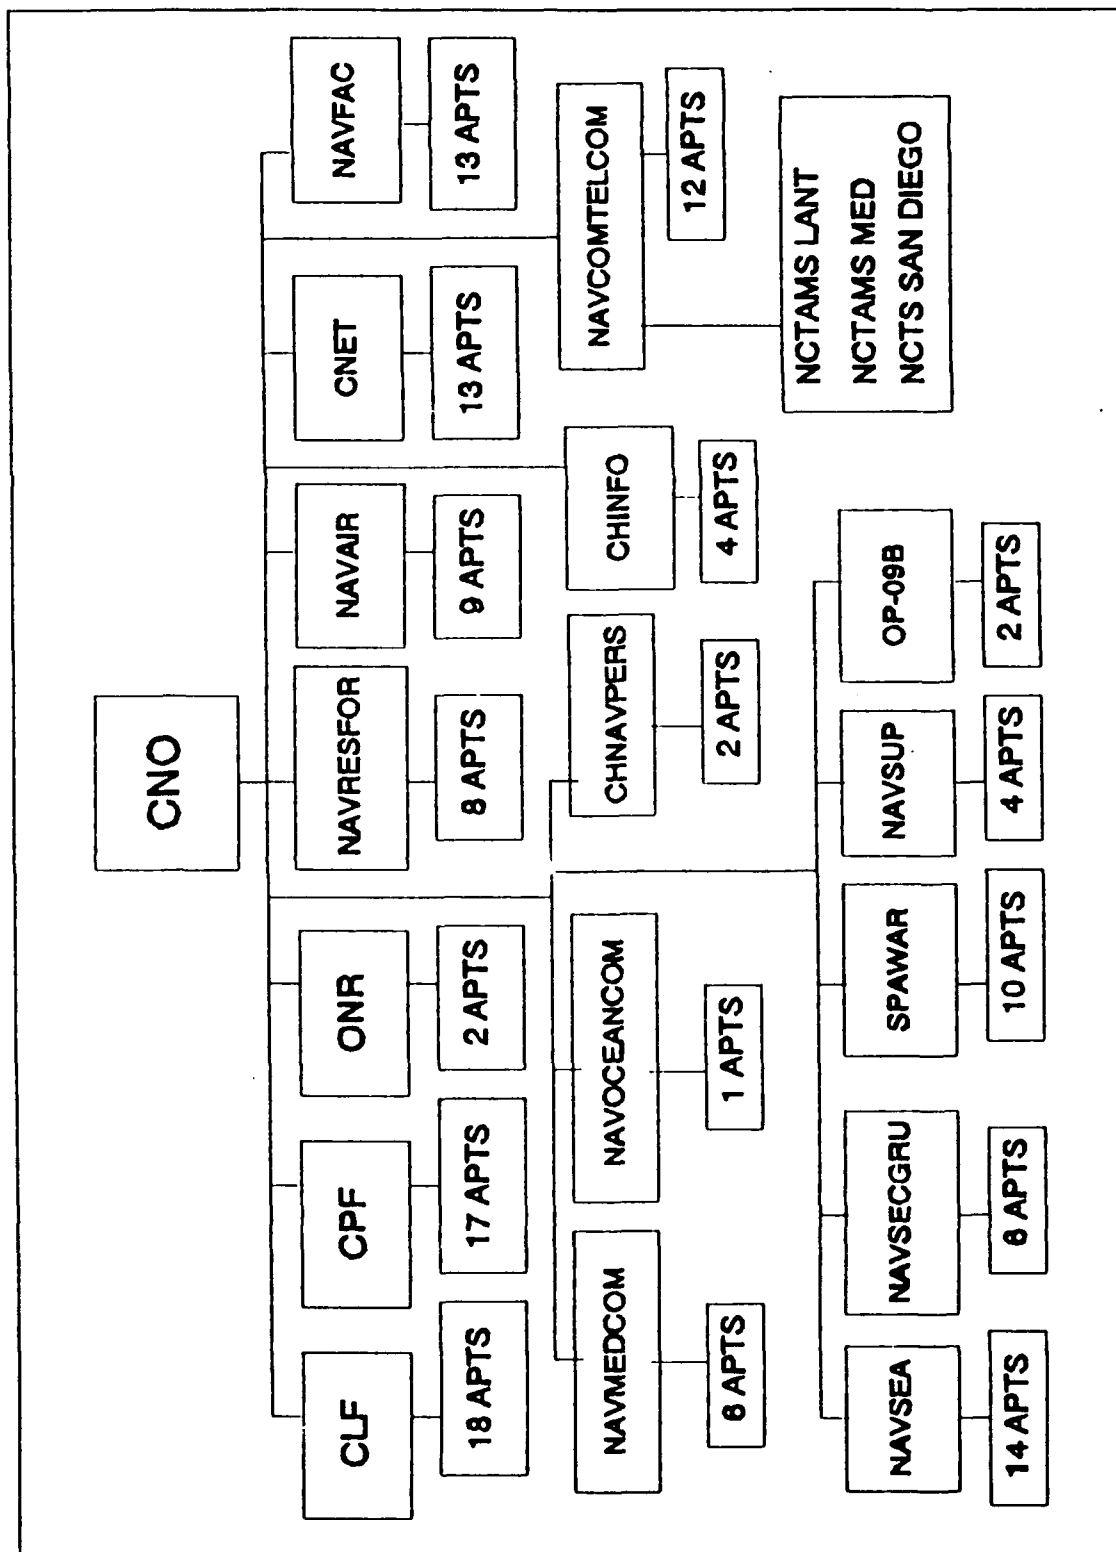 CNO
CLF
CPF
ONR
NAVRESFOR
NAVAIR
CNET
NAVFAC
18 APTS
17 APTS
2 APTS
8 APTS
9 APTS
13 APTS
13 APTS
NAVMEDCOM
NAVOCEANCOM
CHNAVPERS
CHINFO
NAVCOMTELCOM
6 APTS
1 APTS
2 APTS
4 APTS
12 APTS
NCTAMS LANT
NCTAMS MED
NCTS SAN DIEGO
NAVSEA
NAVSECGRU
SPAWAR
NAVSUP
OP-09B
14 APTS
6 APTS
10 APTS
4 APTS
2 APTS